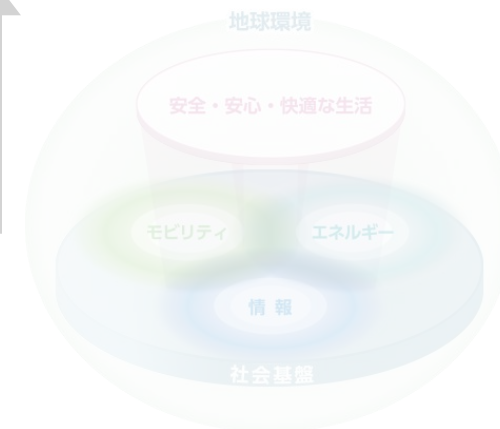 地球環境
安全・安心・快適な生活
モビリティ
エネルギー
情 報
社会基盤